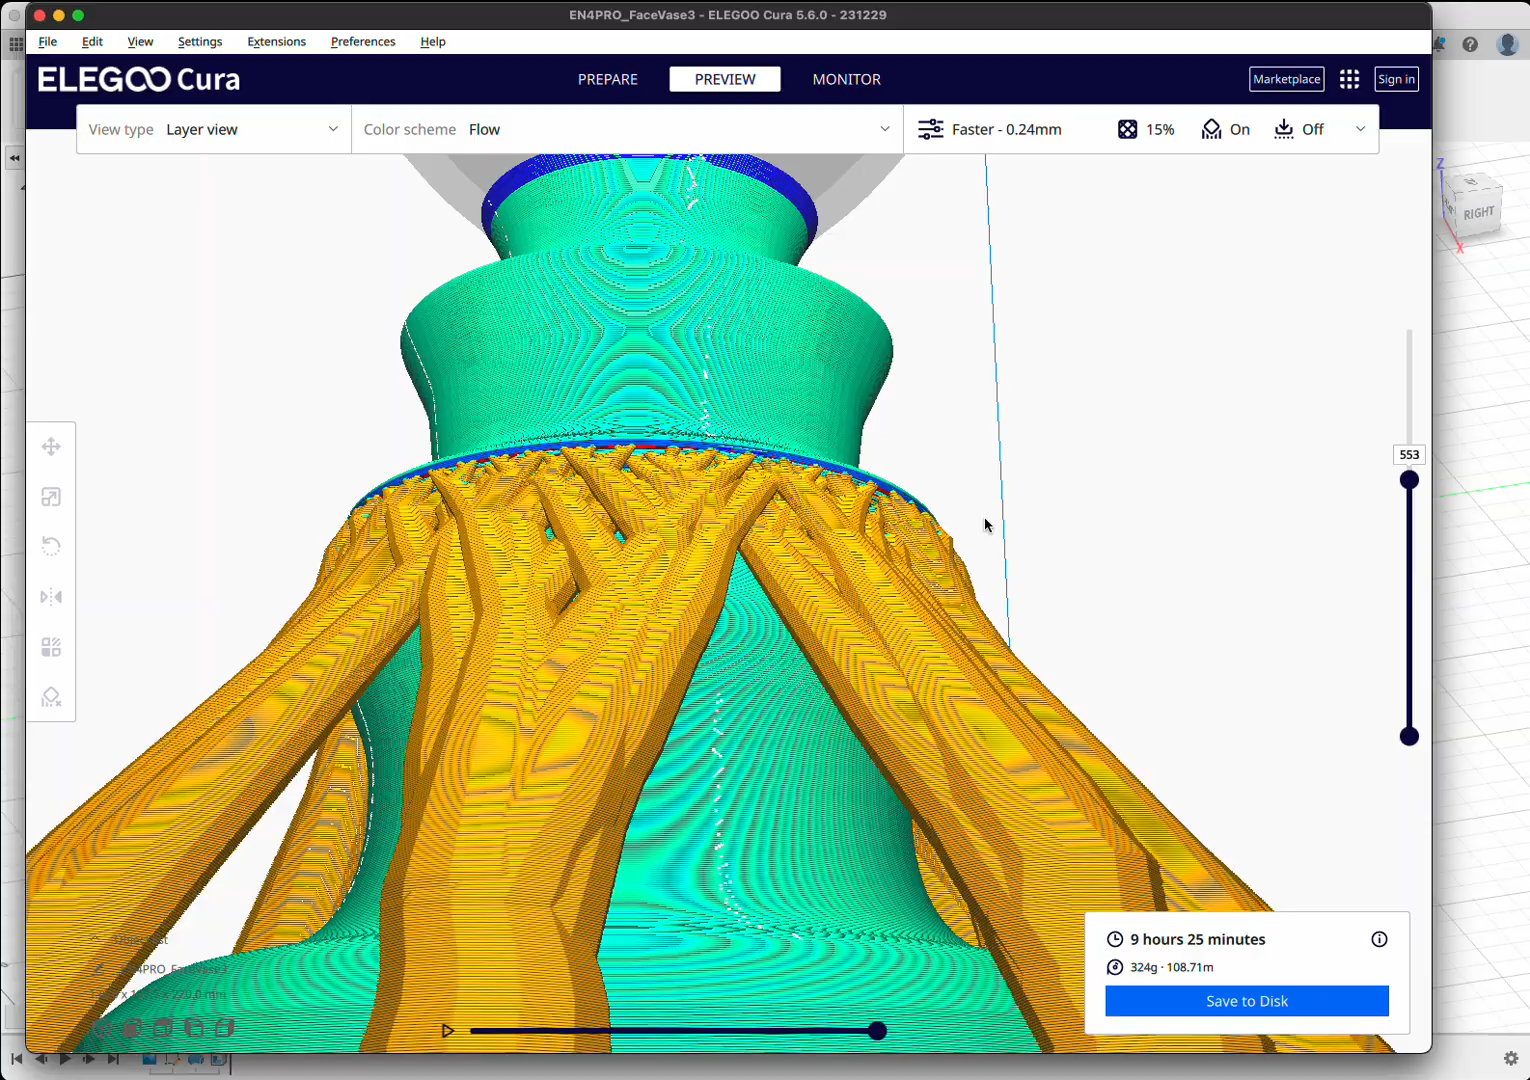 EN4PRO_FaceVase3 - ELEGOO Cura 5.6.0 - 231229
File Edit View Settings Extensions Preferences Help
ELEGOO Cura
PREPARE PREVIEW MONITOR
Marketplace Sign in
View type Layer view Color scheme Flow Faster - 0.24mm 15% On Off
Z
RIGHT
X
553
9 hours 25 minutes
324g · 108.71m
Save to Disk